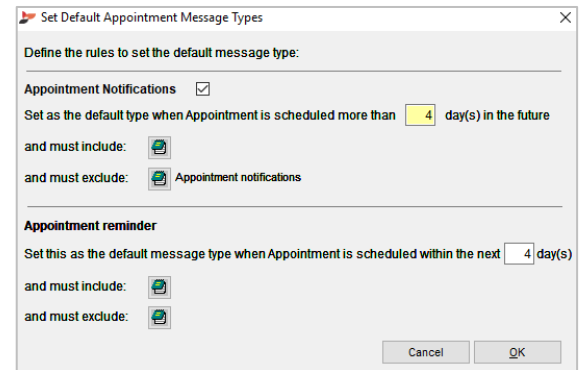 Set Default Appointment Message Types
Define the rules to set the default message type:
Appointment Notifications
Set as the default type when Appointment is scheduled more than 4 day(s) in the future
and must include:
and must exclude: Appointment notifications
Appointment reminder
Set this as the default message type when Appointment is scheduled within the next 4 day(s)
and must include:
and must exclude:
Cancel OK